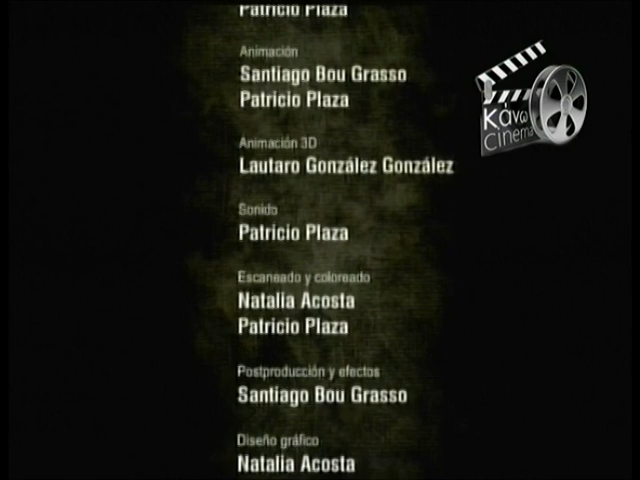 Patricio Plaza
Animación
Santiago Bou Grasso
Patricio Plaza
Animación 3D
Lautaro González González
Sonido
Patricio Plaza
Escaneado y coloreado
Natalia Acosta
Patricio Plaza
Postproducción y efectos
Santiago Bou Grasso
Diseño gráfico
Natalia Acosta
Κάνω
Cinema